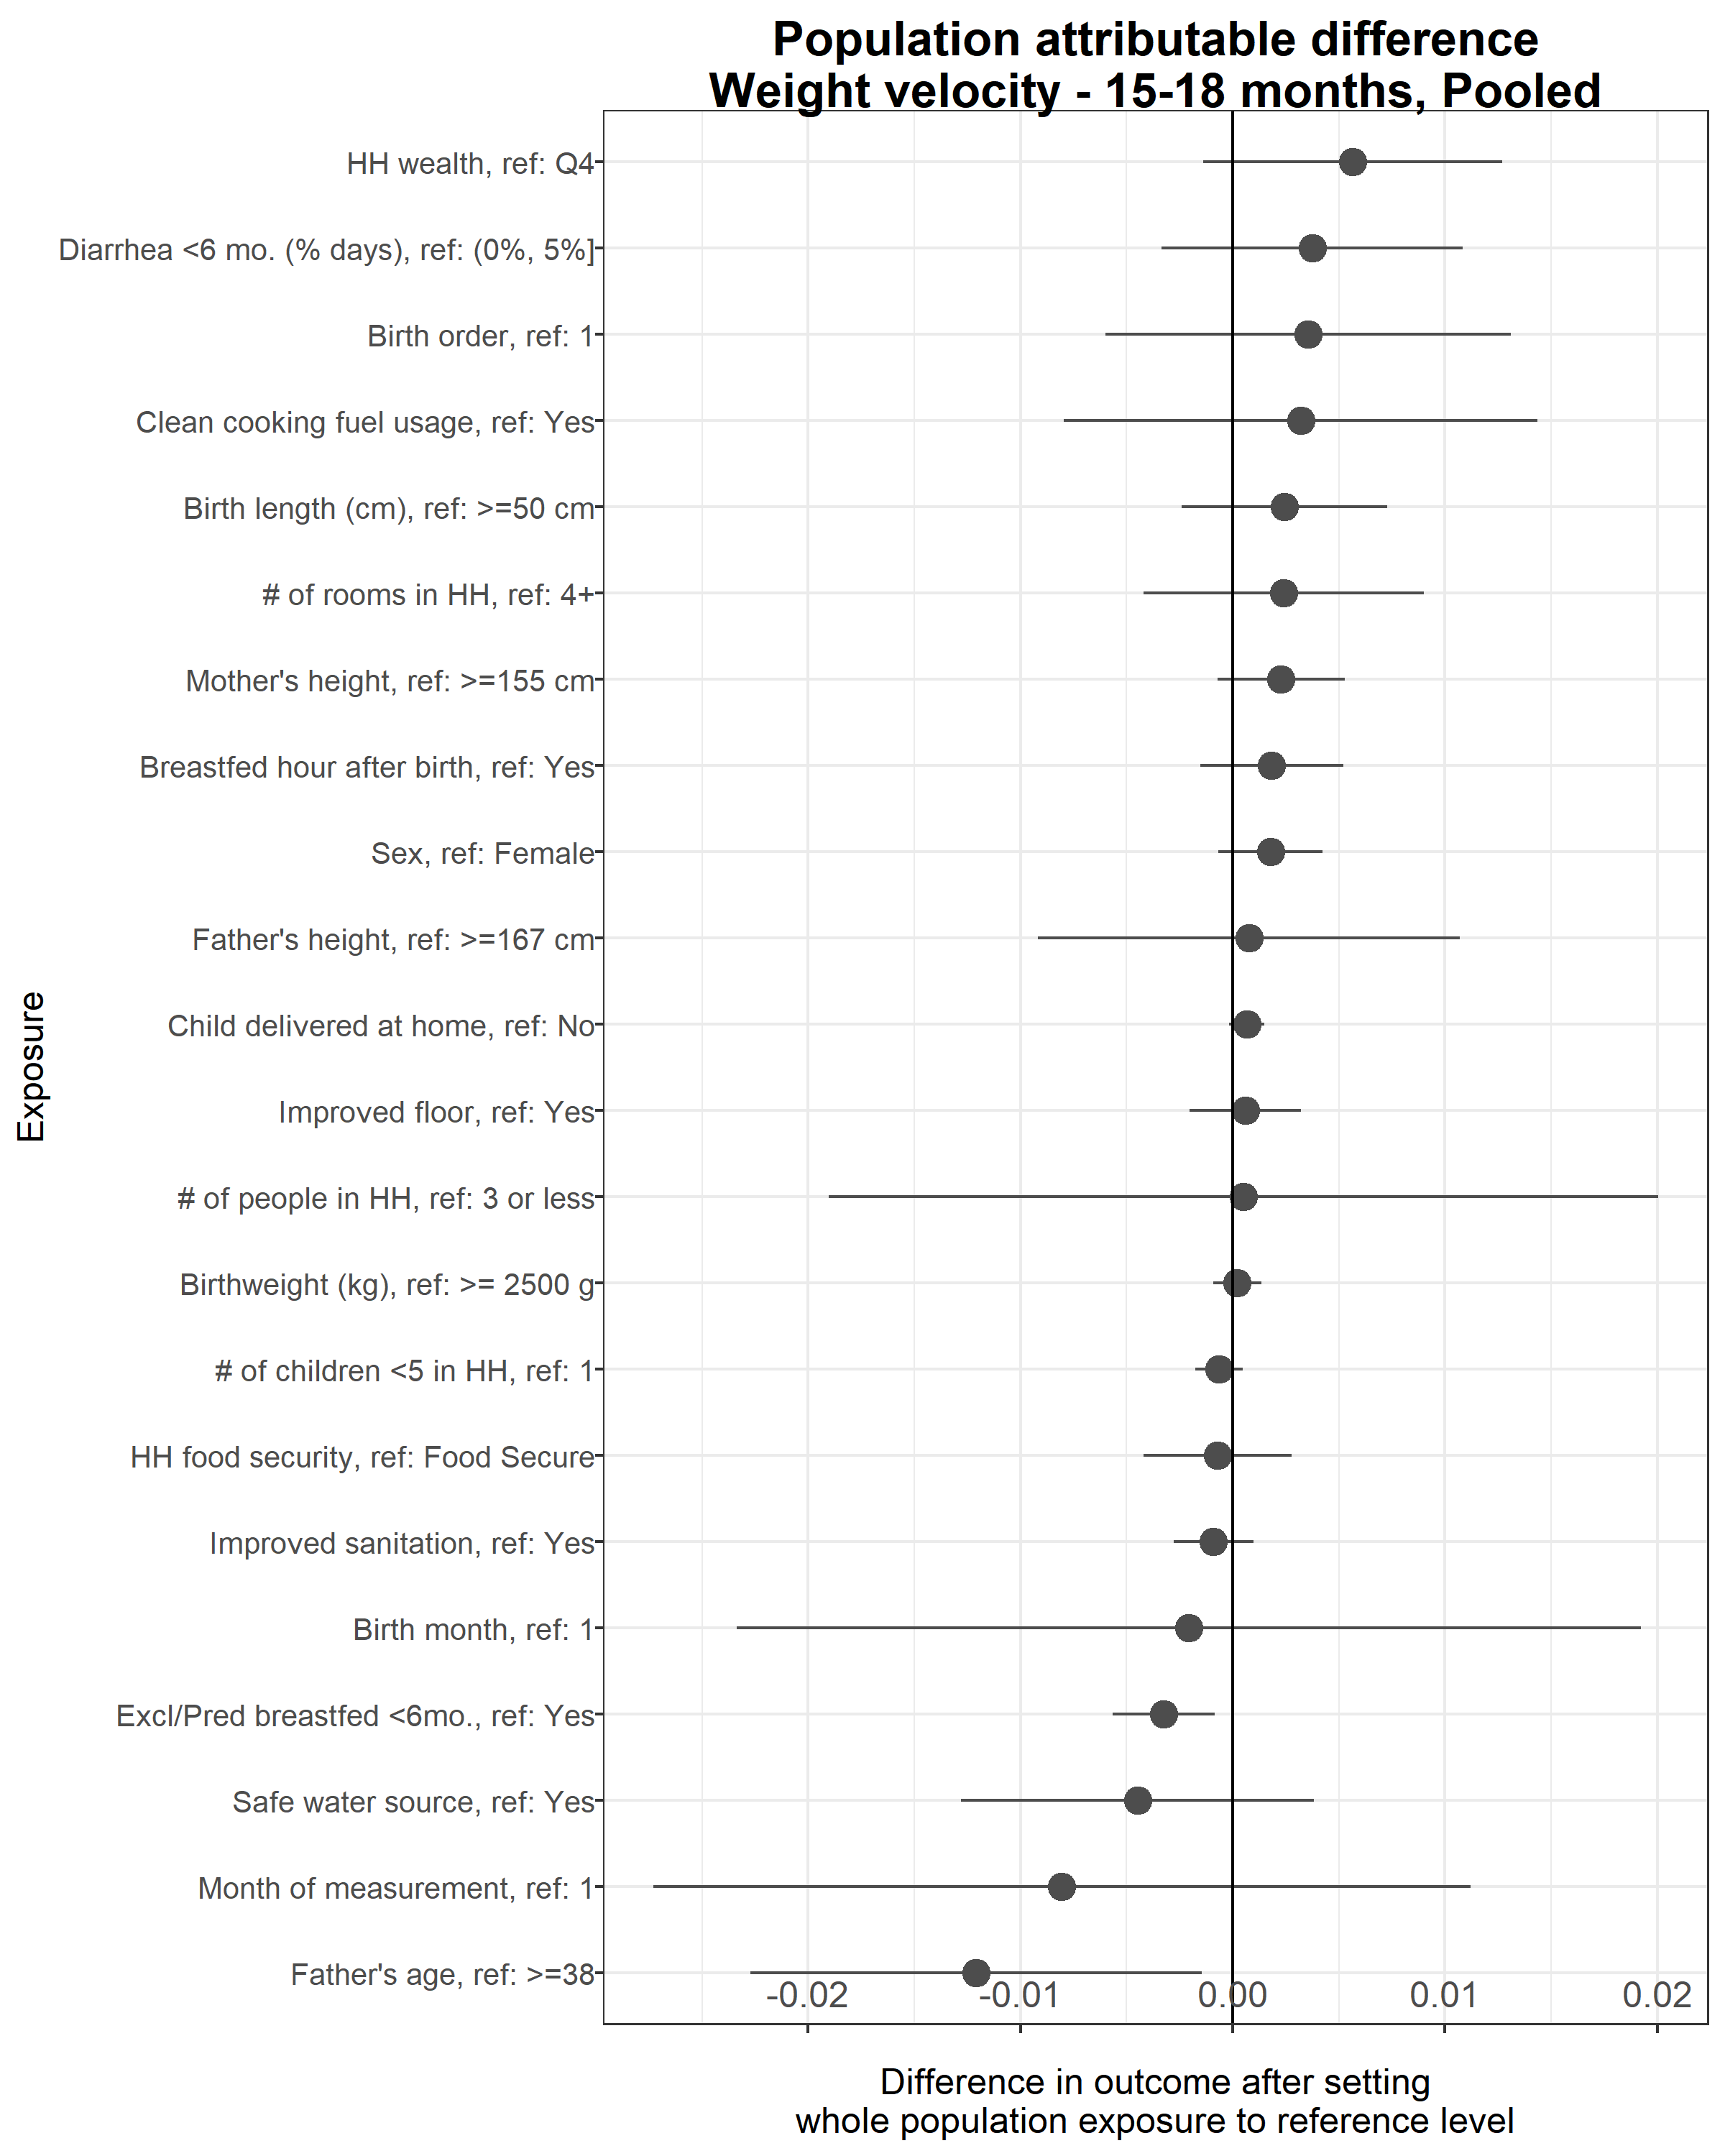 Population attributable difference
Weight velocity - 15-18 months, Pooled
HH wealth, ref: Q4
Diarrhea <6 mo. (% days), ref: (0%, 5%]
Birth order, ref: 1
Clean cooking fuel usage, ref: Yes
Birth length (cm), ref: >=50 cm
# of rooms in HH, ref: 4+
Mother's height, ref: >=155 cm
Breastfed hour after birth, ref: Yes
Sex, ref: Female
Father's height, ref: >=167 cm
Child delivered at home, ref: No
Improved floor, ref: Yes
# of people in HH, ref: 3 or less
Birthweight (kg), ref: >= 2500 g
# of children <5 in HH, ref: 1
HH food security, ref: Food Secure
Improved sanitation, ref: Yes
Birth month, ref: 1
Excl/Pred breastfed <6mo., ref: Yes
Safe water source, ref: Yes
Month of measurement, ref: 1
Father's age, ref: >=38
Exposure
-0.02 -0.01 0.00 0.01 0.02
Difference in outcome after setting
whole population exposure to reference level